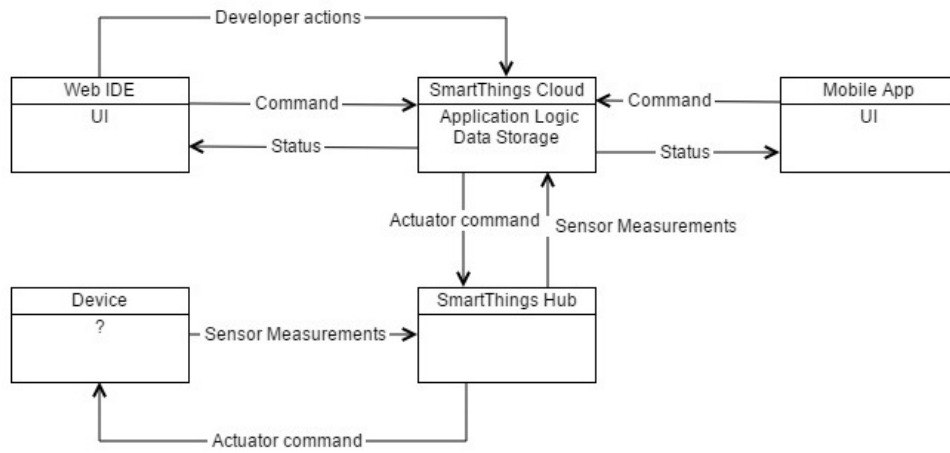 Developer actions
Web IDE
UI
Command
Status
SmartThings Cloud
Application Logic
Data Storage
Command
Status
Mobile App
UI
Actuator command
Sensor Measurements
Device
?
Sensor Measurements
SmartThings Hub
Actuator command